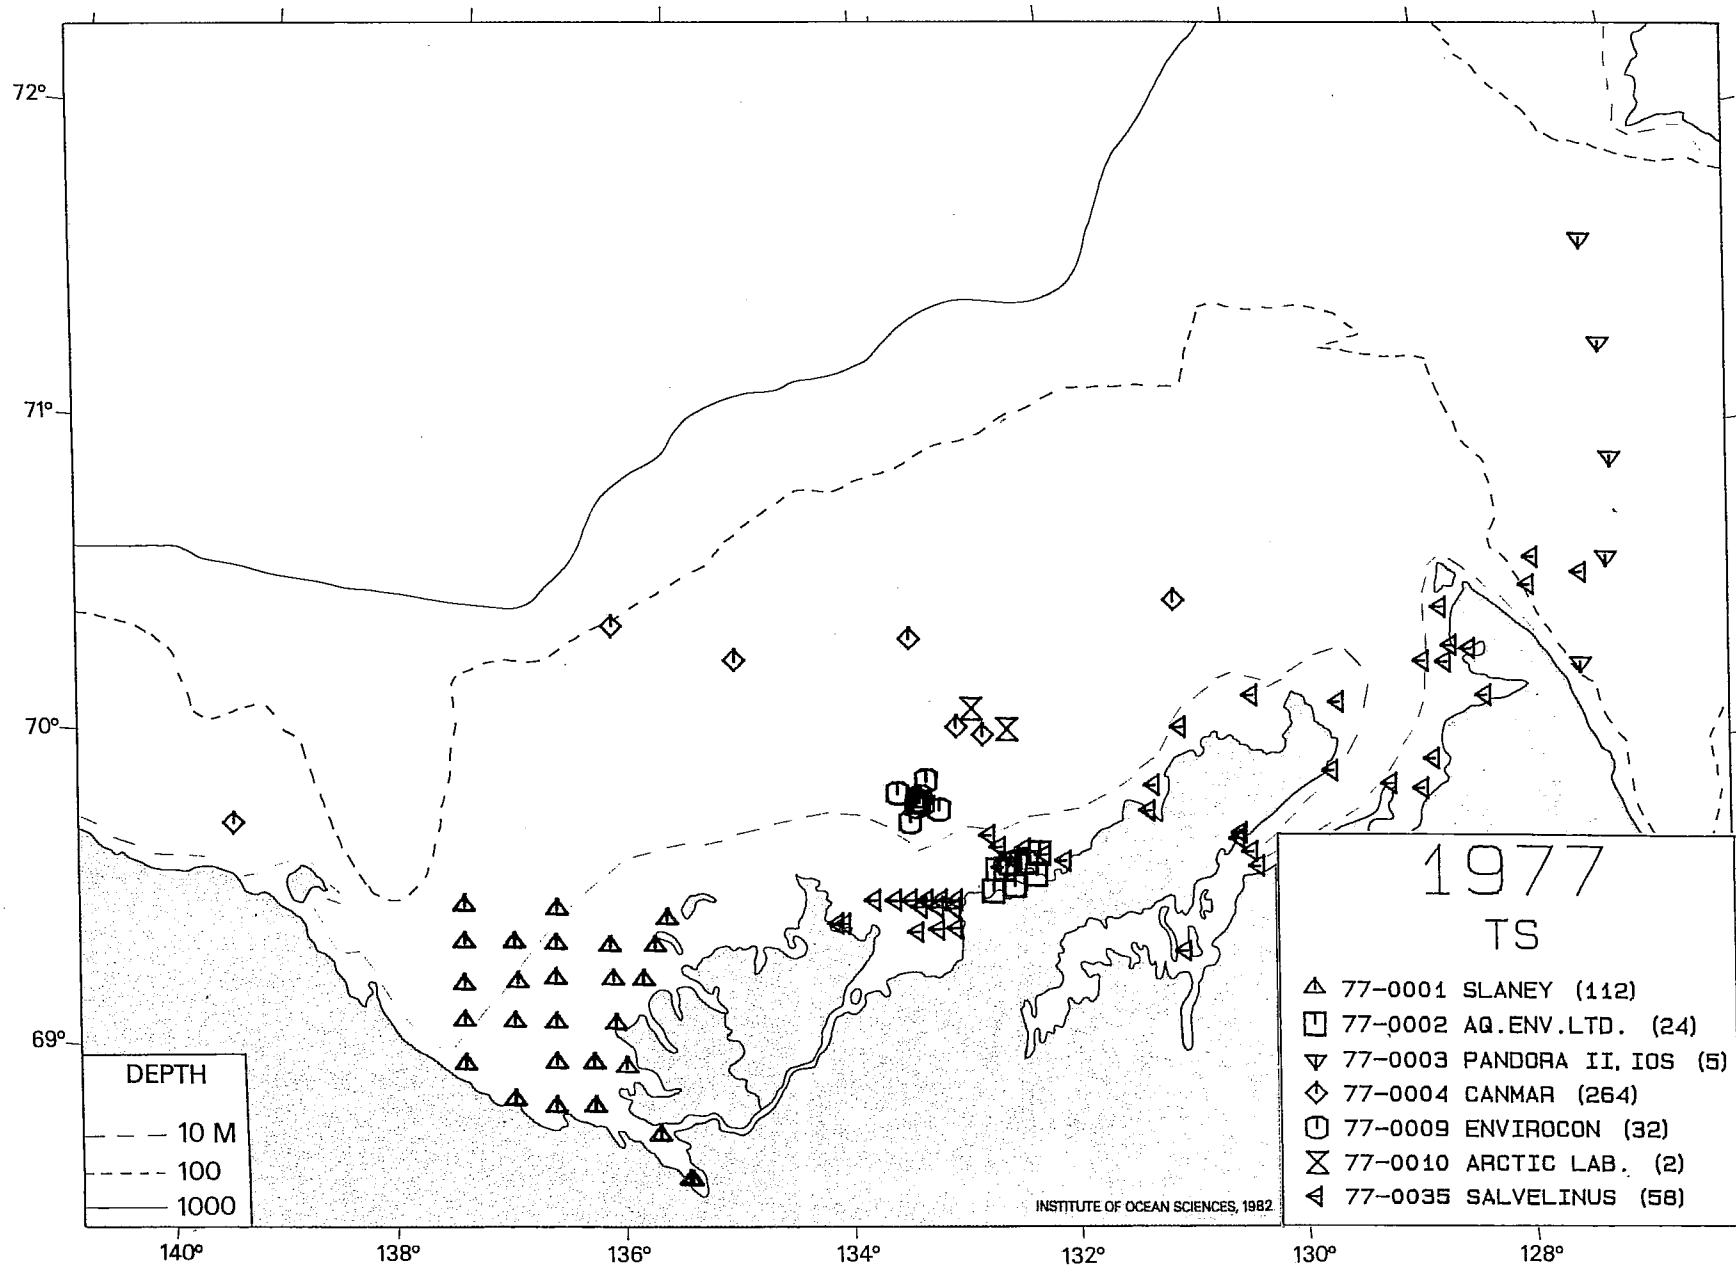 72°
71°
70°
69°
DEPTH
10 M
100
1000
140°
138°
136°
134°
132°
130°
128°
INSTITUTE OF OCEAN SCIENCES, 1982
1977
TS
77-0001 SLANEY (112)
77-0002 AQ.ENV.LTD. (24)
77-0003 PANDORA II, IOS (5)
77-0004 CANMAR (264)
77-0009 ENVIROCON (32)
77-0010 ARCTIC LAB. (2)
77-0035 SALVELINUS (58)